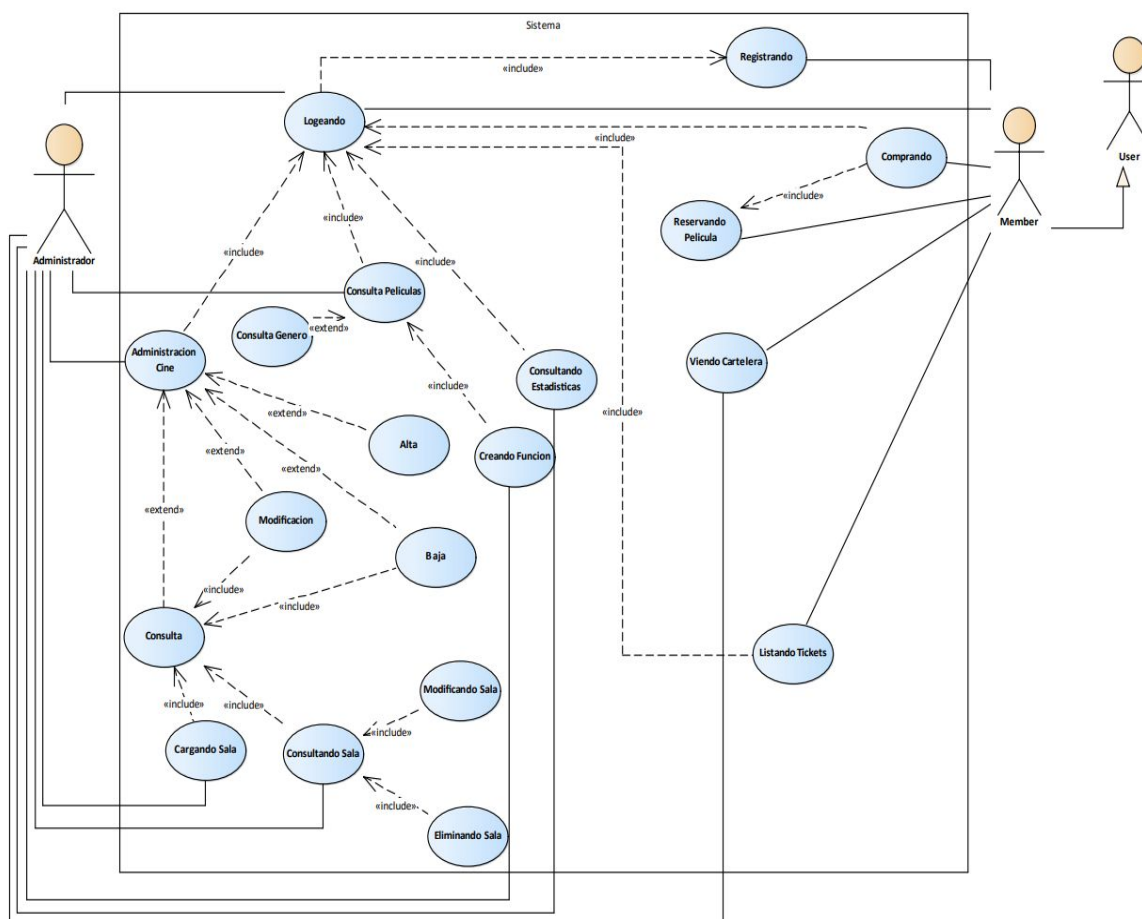 Sistema
Registrando
«include»
Logeando
User
«include»
Comprando
«include»
Reservando
Pelicula
Member
«include»
«include»
«include»
Administrador
Consulta Peliculas
Consulta Genero
«extend»
Administracion
Cine
Viendo Cartelera
Consultando
Estadisticas
«include»
«include»
«extend»
Alta
«extend»
Creando Funcion
«extend»
«extend»
Modificacion
Baja
«include»
«include»
Consulta
Listando Tickets
Modificando Sala
«include»
«include»
«include»
Cargando Sala
Consultando Sala
«include»
Eliminando Sala